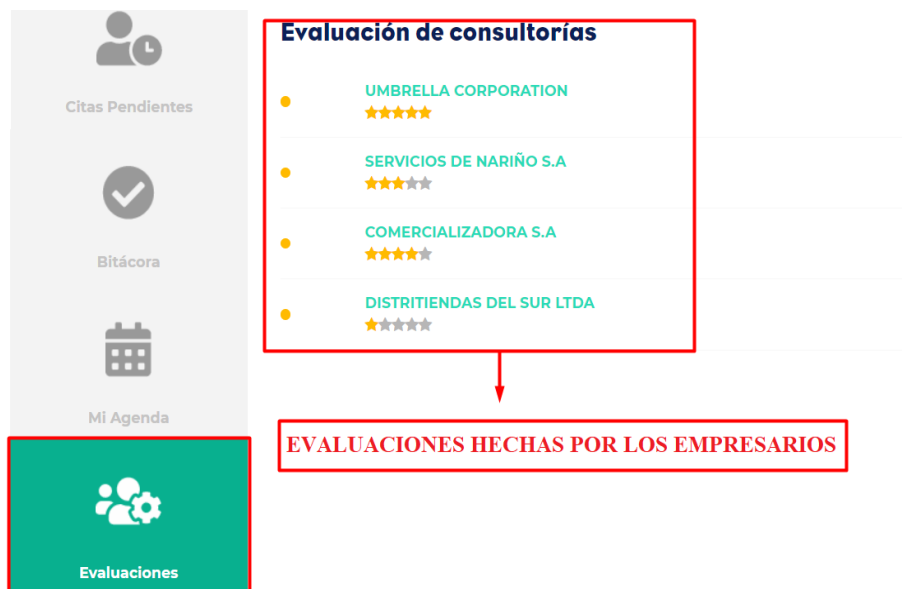 Citas Pendientes
Bitácora
Mi Agenda
Evaluaciones
Evaluación de consultorías
UMBRELLA CORPORATION
SERVICIOS DE NARIÑO S.A
COMERCIALIZADORA S.A
DISTRITIENDAS DEL SUR LTDA
EVALUACIONES HECHAS POR LOS EMPRESARIOS